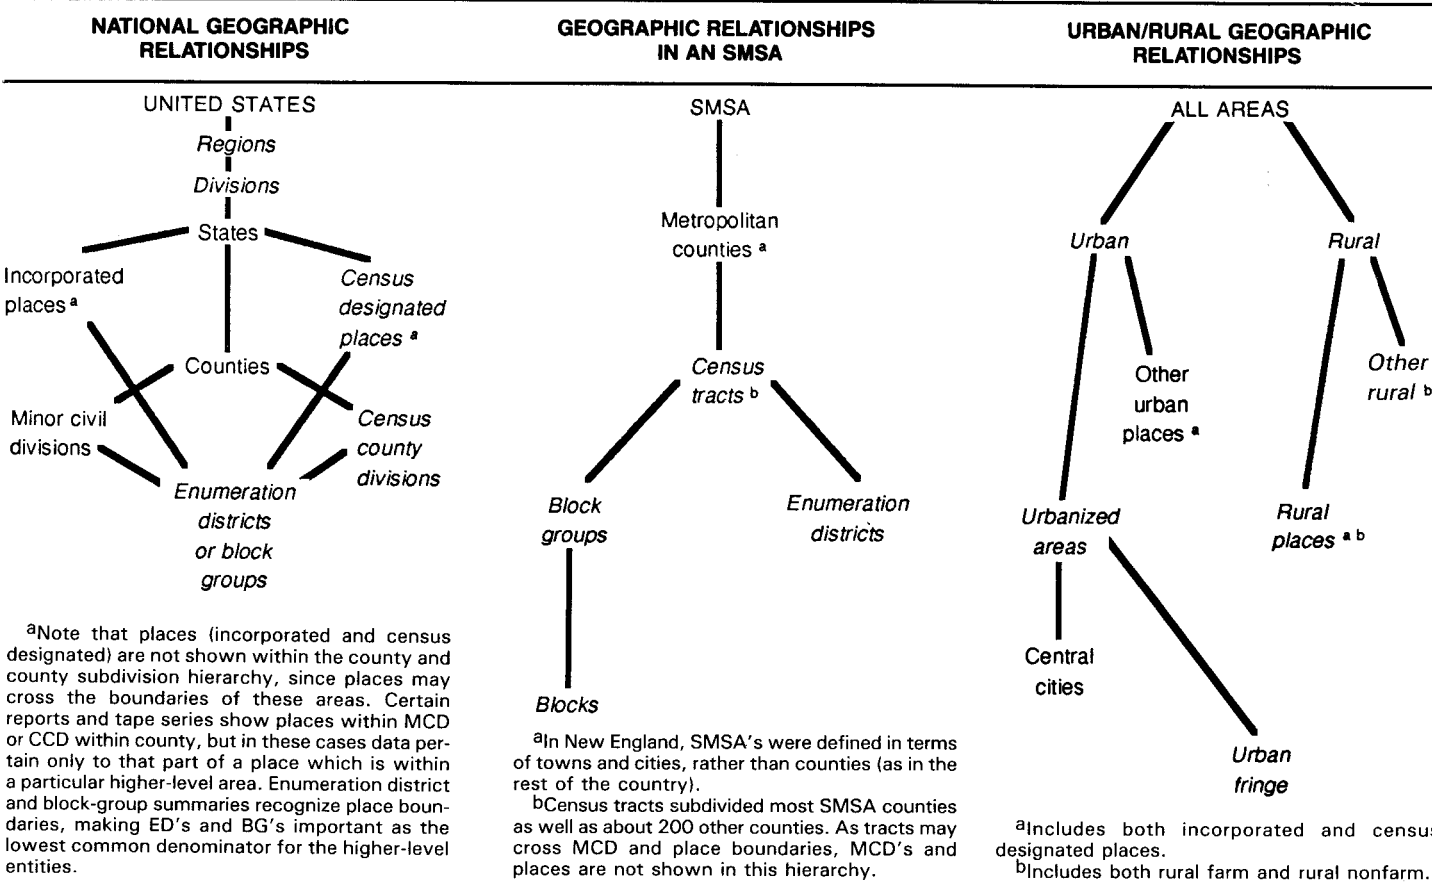 NATIONAL GEOGRAPHIC
RELATIONSHIPS
UNITED STATES
Regions
Divisions
States
Incorporated
places a
Census
designated
places a
Counties
Minor civil
divisions
Census
county
divisions
Enumeration
districts
or block
groups
aNote that places (incorporated and census
designated) are not shown within the county and
county subdivision hierarchy, since places may
cross the boundaries of these areas. Certain
reports and tape series show places within MCD
or CCD within county, but in these cases data per-
tain only to that part of a place which is within
a particular higher-level area. Enumeration district
and block-group summaries recognize place boun-
daries, making ED's and BG's important as the
lowest common denominator for the higher-level
entities.
GEOGRAPHIC RELATIONSHIPS
IN AN SMSA
SMSA
Metropolitan
counties a
Census
tracts b
Block
groups
Enumeration
districts
Blocks
aIn New England, SMSA's were defined in terms
of towns and cities, rather than counties (as in the
rest of the country).
bCensus tracts subdivided most SMSA counties
as well as about 200 other counties. As tracts may
cross MCD and place boundaries, MCD's and
places are not shown in this hierarchy.
URBAN/RURAL GEOGRAPHIC
RELATIONSHIPS
ALL AREAS
Urban
Rural
Other
urban
places a
Other
rural b
Urbanized
areas
Rural
places a b
Central
cities
Urban
fringe
aIncludes both incorporated and census
designated places.
bIncludes both rural farm and rural nonfarm.